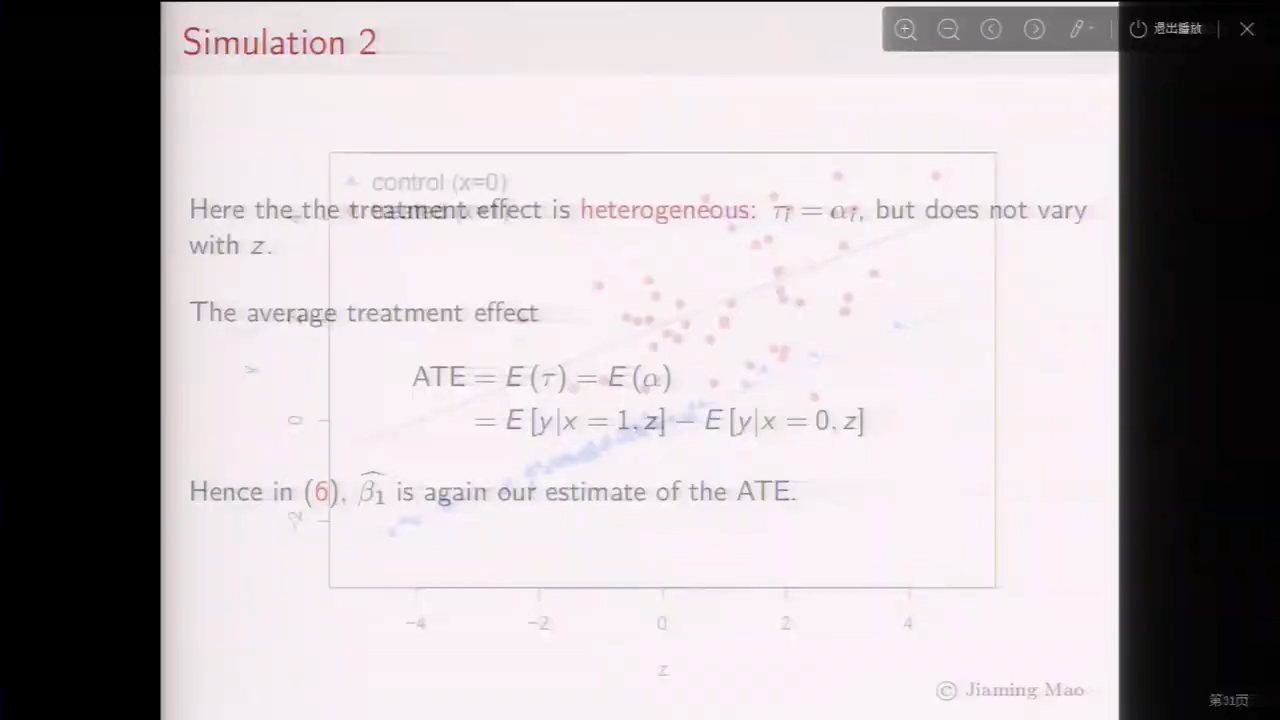 Simulation 2
退出播放
control (x=0)
Here the the treatment effect is heterogeneous: τi = αi, but does not vary
with z.
The average treatment effect
ATE = E (τ) = E (α)
= E [y|x = 1, z] − E [y|x = 0, z]
Hence in (6), β̂1 is again our estimate of the ATE.
y
0
-2
−4 −2 0 2 4
z
© Jiaming Mao
第31页